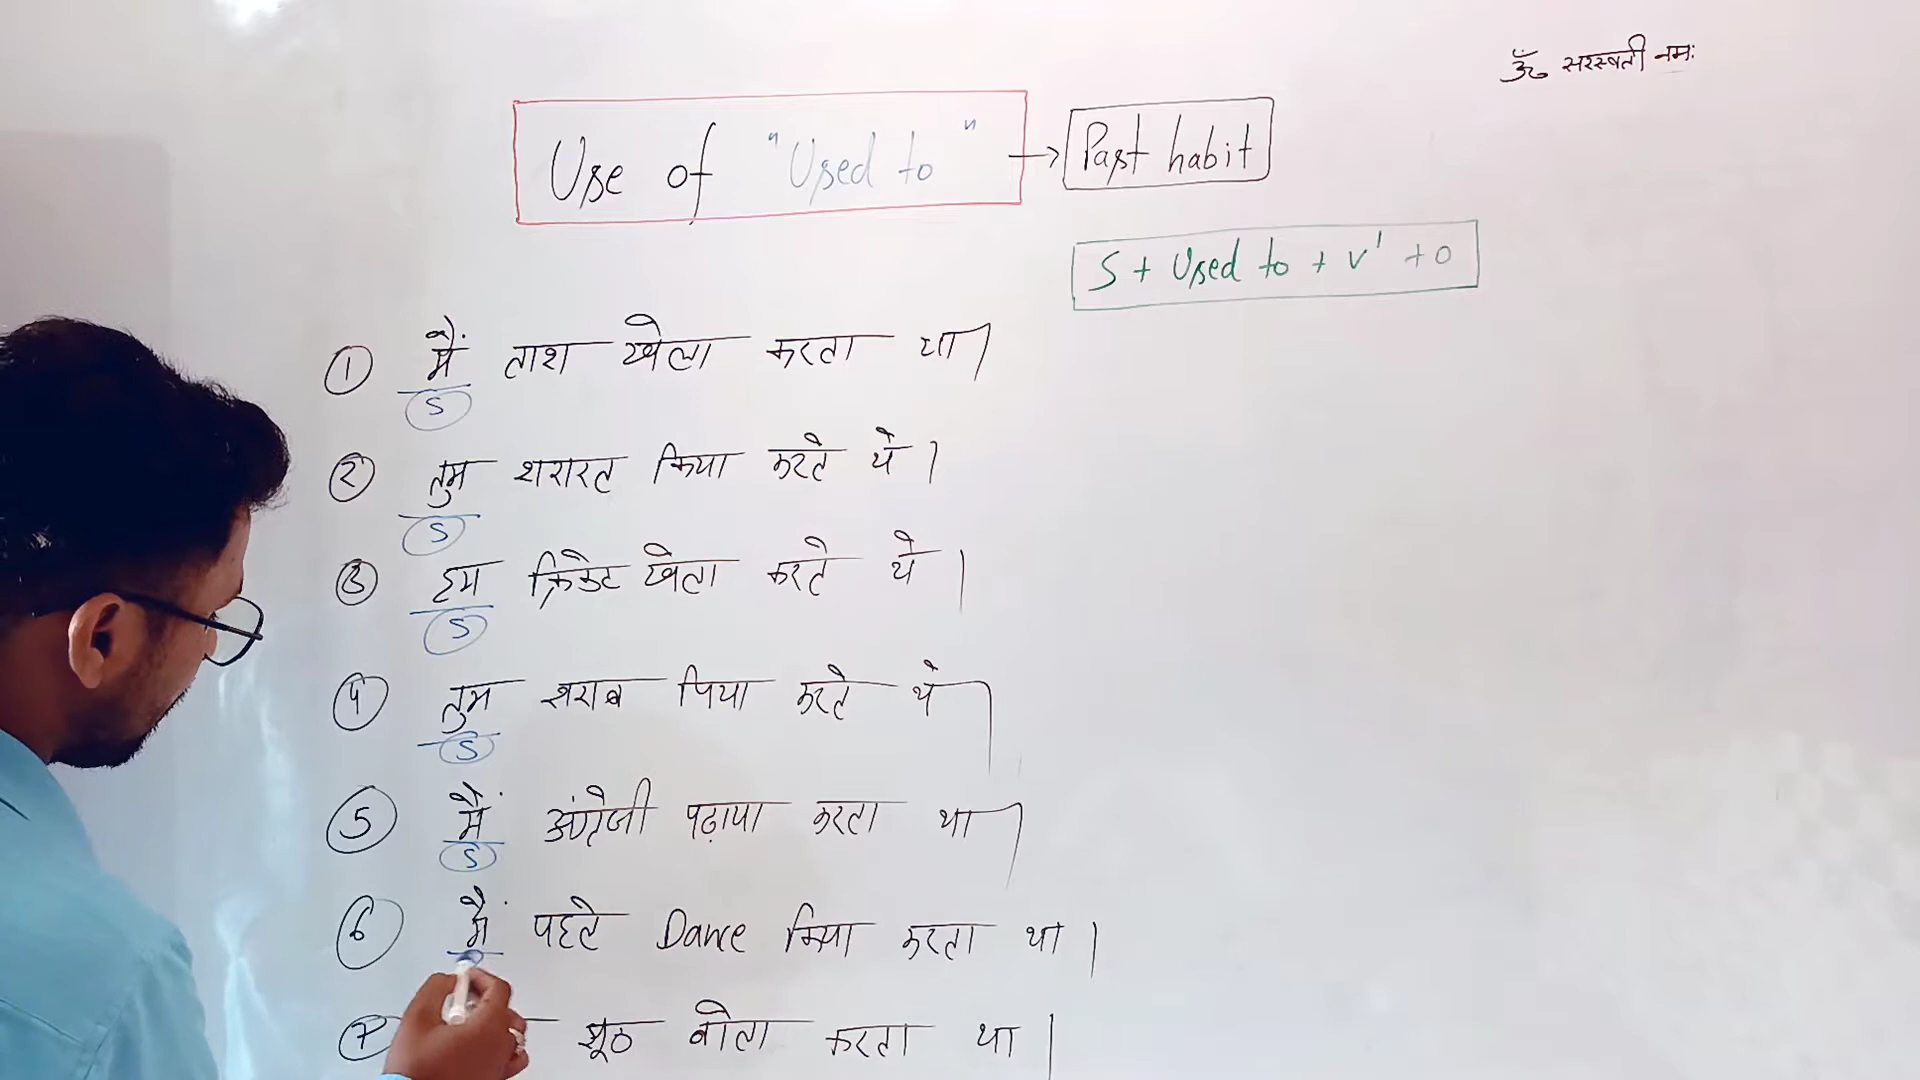 ॐ सरस्वती नमः
Use of "Used to" → Past habit
S + Used to + V¹ + O
① मैं ताश खेला करता था।
S
② तुम शरारत किया करते थे।
S
③ हम क्रिकेट खेला करते थे।
S
④ तुम शराब पिया करते थे।
S
⑤ मैं अंग्रेजी पढ़ाया करता था।
S
⑥ मैं पहले Dance किया करता था।
⑦ झूठ बोला करता था।